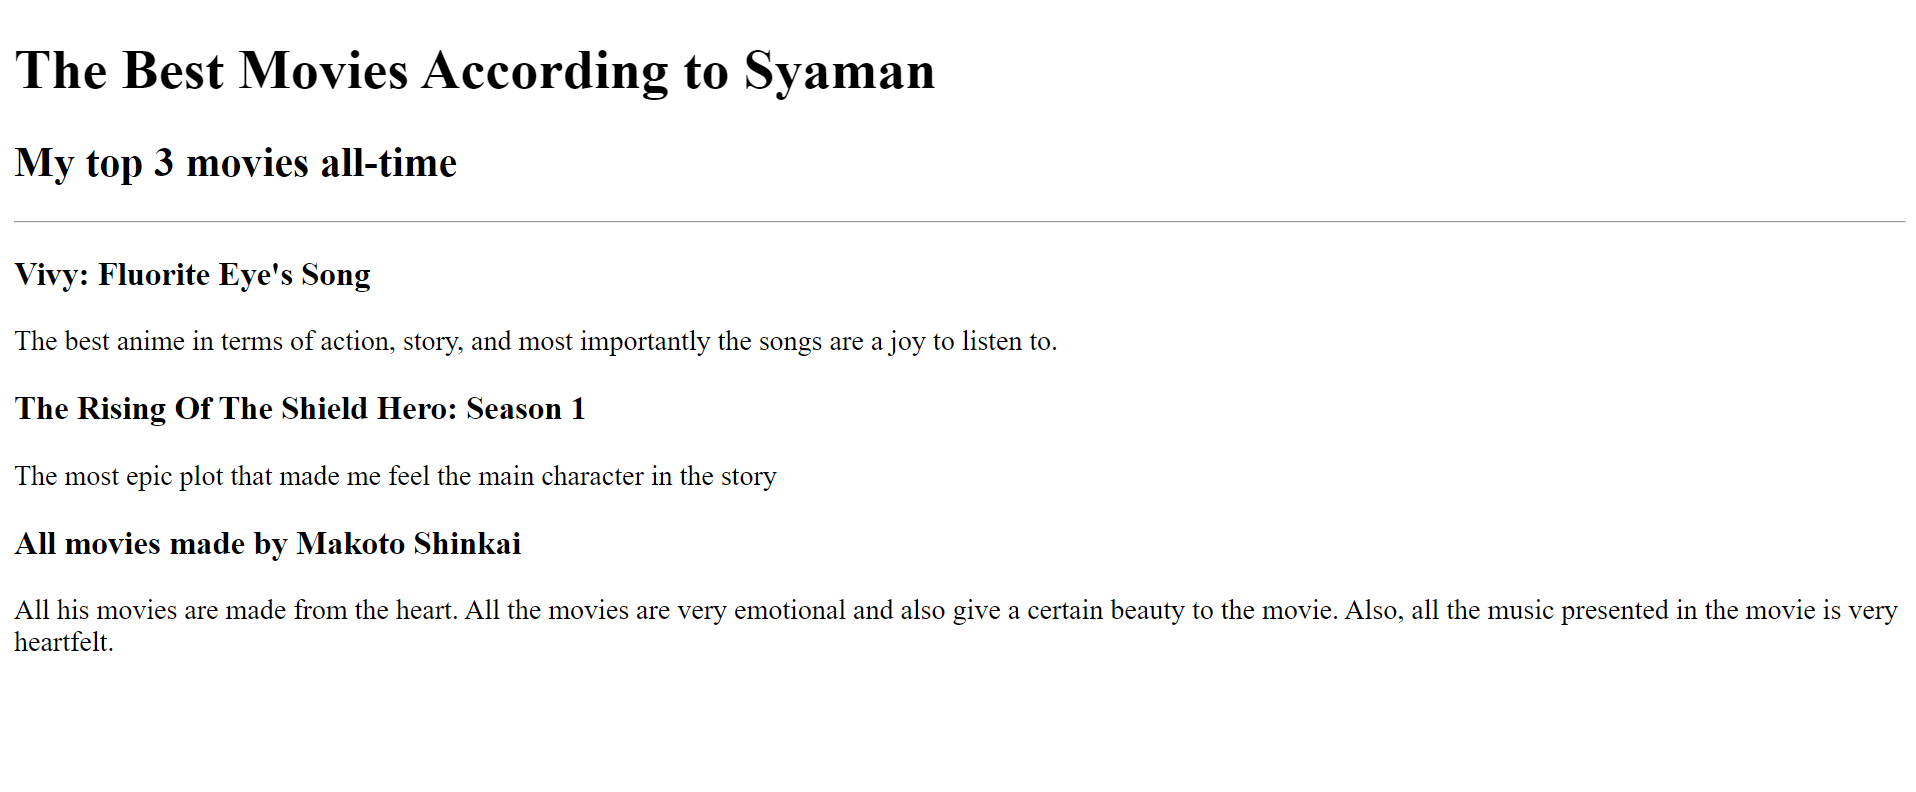 The Best Movies According to Syaman
My top 3 movies all-time
Vivy: Fluorite Eye's Song
The best anime in terms of action, story, and most importantly the songs are a joy to listen to.
The Rising Of The Shield Hero: Season 1
The most epic plot that made me feel the main character in the story
All movies made by Makoto Shinkai
All his movies are made from the heart. All the movies are very emotional and also give a certain beauty to the movie. Also, all the music presented in the movie is very
heartfelt.